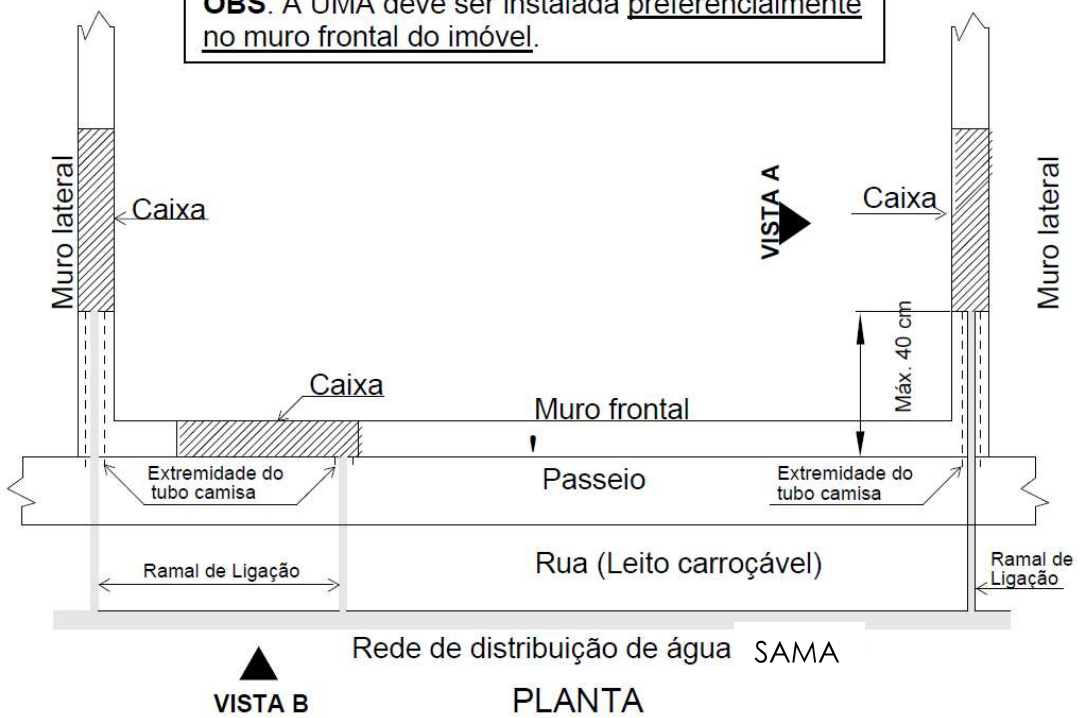 OBS. A UMA deve ser instalada preferencialmente
no muro frontal do imóvel.
Muro lateral
Caixa
VISTA A
Caixa
Muro lateral
Máx. 40 cm
Caixa
Muro frontal
Extremidade do
tubo camisa
Passeio
Extremidade do
tubo camisa
Ramal de Ligação
Rua (Leito carroçável)
Ramal de
Ligação
Rede de distribuição de água SAMA
VISTA B
PLANTA